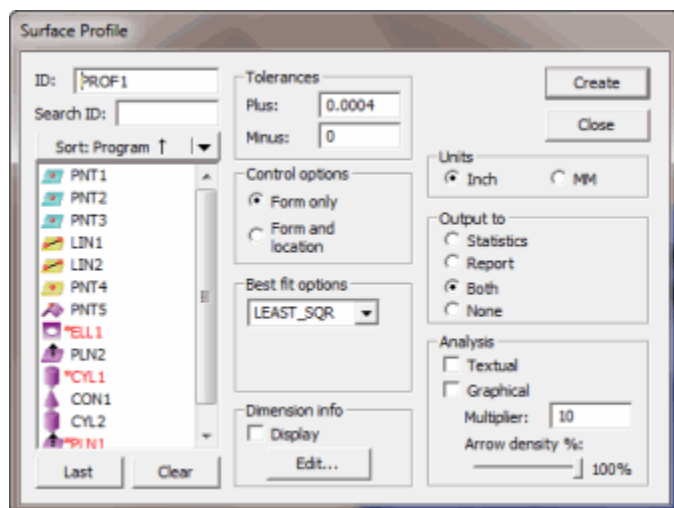 Surface Profile
ID: PROF1
Search ID:
Sort: Program ↑
PNT1
PNT2
PNT3
LIN1
LIN2
PNT4
PNT5
*ELL1
PLN2
*CYL1
CON1
CYL2
*PLN1
Last Clear
Tolerances
Plus: 0.0004
Minus: 0
Control options
Form only
Form and
location
Best fit options
LEAST_SQR
Dimension info
Display
Edit...
Create
Close
Units
Inch MM
Output to
Statistics
Report
Both
None
Analysis
Textual
Graphical
Multiplier: 10
Arrow density %:
100%